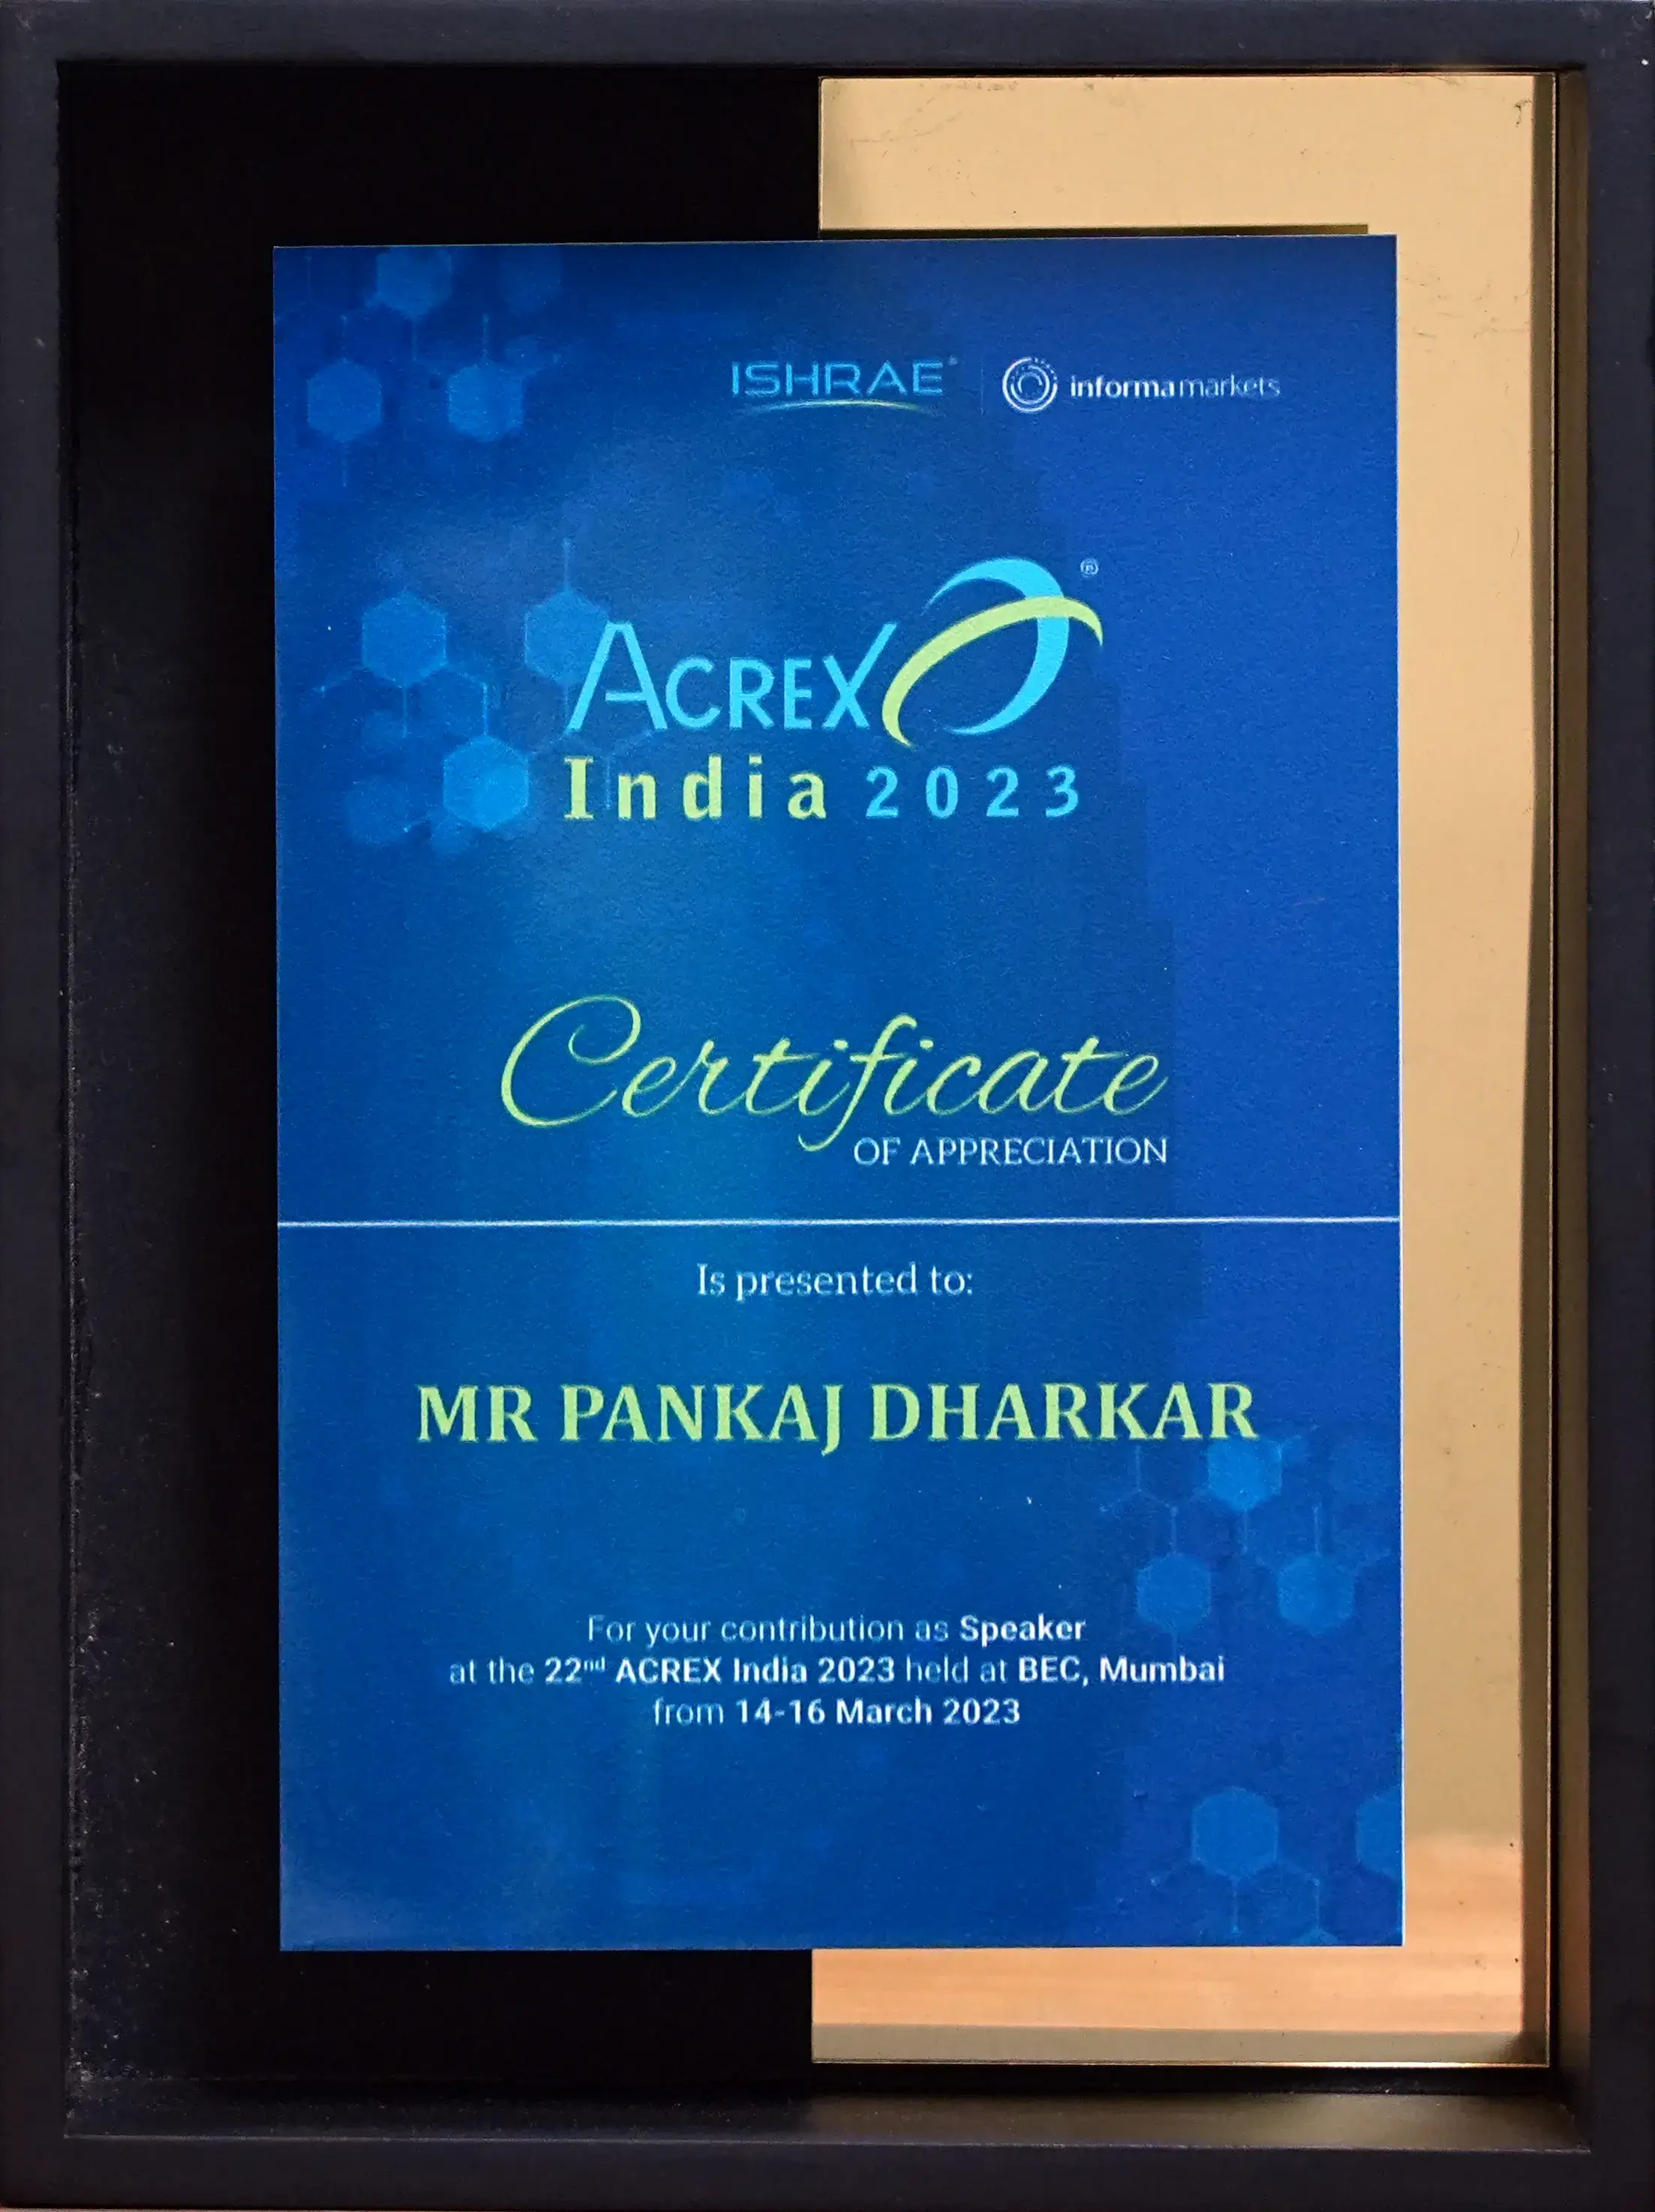 ISHRAE® informa markets
ACREX ®
India 2023
Certificate
OF APPRECIATION
Is presented to:
MR PANKAJ DHARKAR
For your contribution as Speaker
at the 22nd ACREX India 2023 held at BEC, Mumbai
from 14-16 March 2023